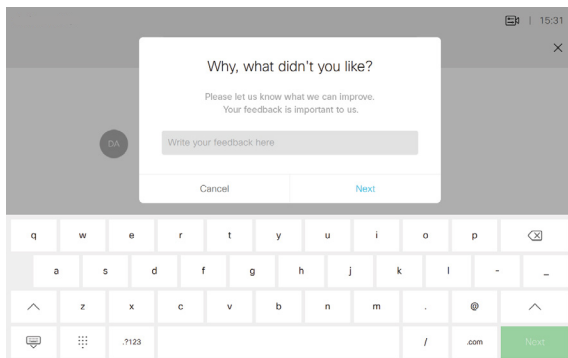 15:31
Why, what didn't you like?
Please let us know what we can improve.
Your feedback is important to us.
DA
Write your feedback here
Cancel Next
q w e r t y u i o p
a s d f g h j k l - _
z x c v b n m . @
.?123 / .com Next